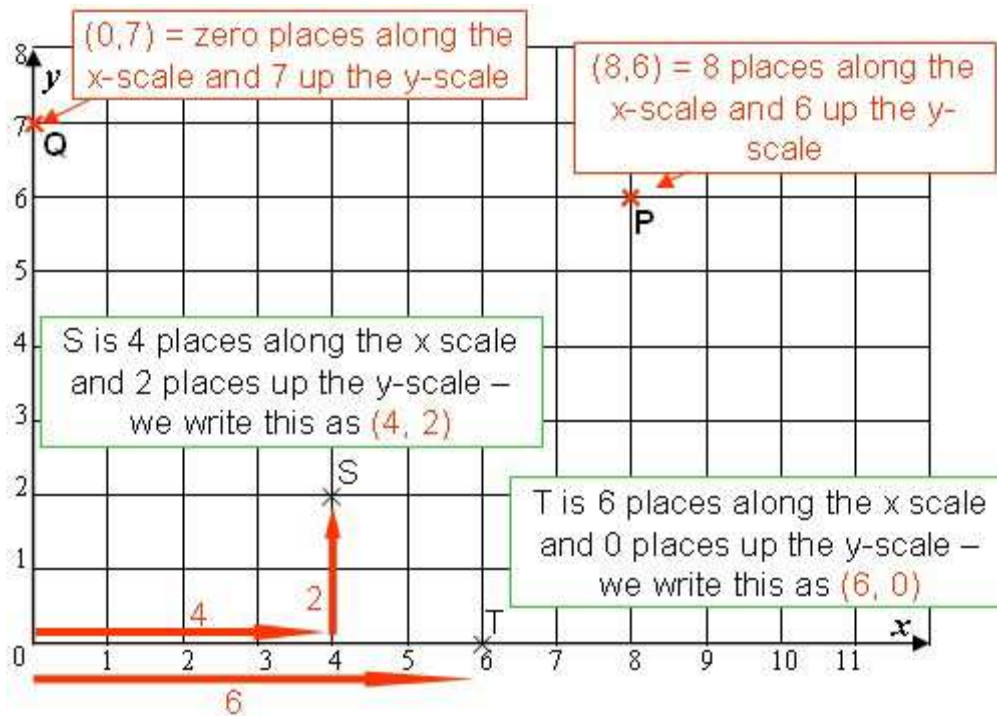 (0,7) = zero places along the
x-scale and 7 up the y-scale
(8,6) = 8 places along the
x-scale and 6 up the y-
scale
8
y
7
Q
6
P
5
4
S is 4 places along the x scale
and 2 places up the y-scale –
we write this as (4, 2)
3
S
2
T is 6 places along the x scale
and 0 places up the y-scale –
we write this as (6, 0)
1
4
2
T
x
0 1 2 3 4 5 6 7 8 9 10 11
6